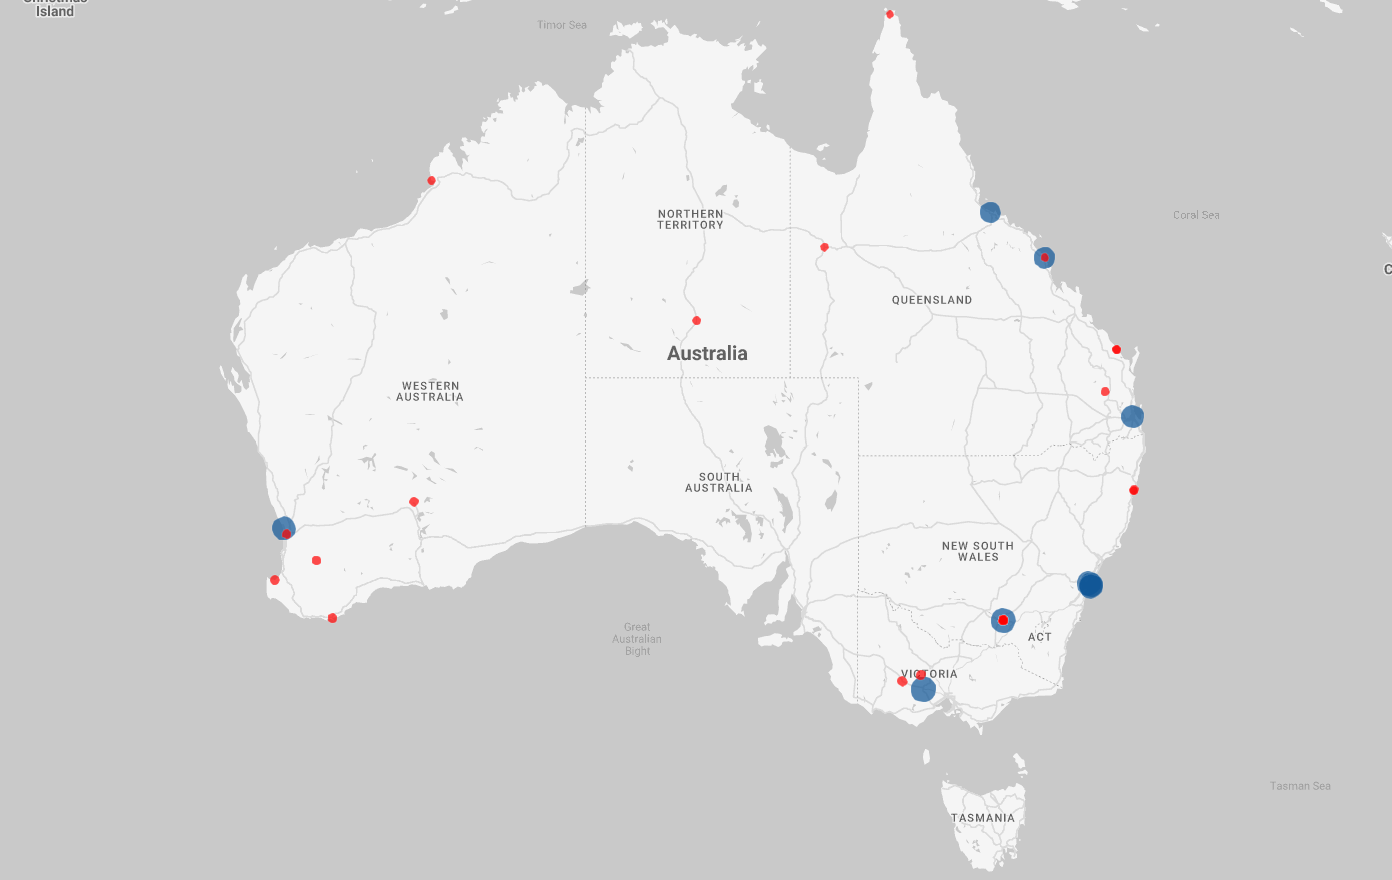 Christmas
Island
Timor Sea
NORTHERN
TERRITORY
Coral Sea
C
QUEENSLAND
Australia
WESTERN
AUSTRALIA
SOUTH
AUSTRALIA
NEW SOUTH
WALES
Great
Australian
Bight
ACT
VICTORIA
Tasman Sea
TASMANIA